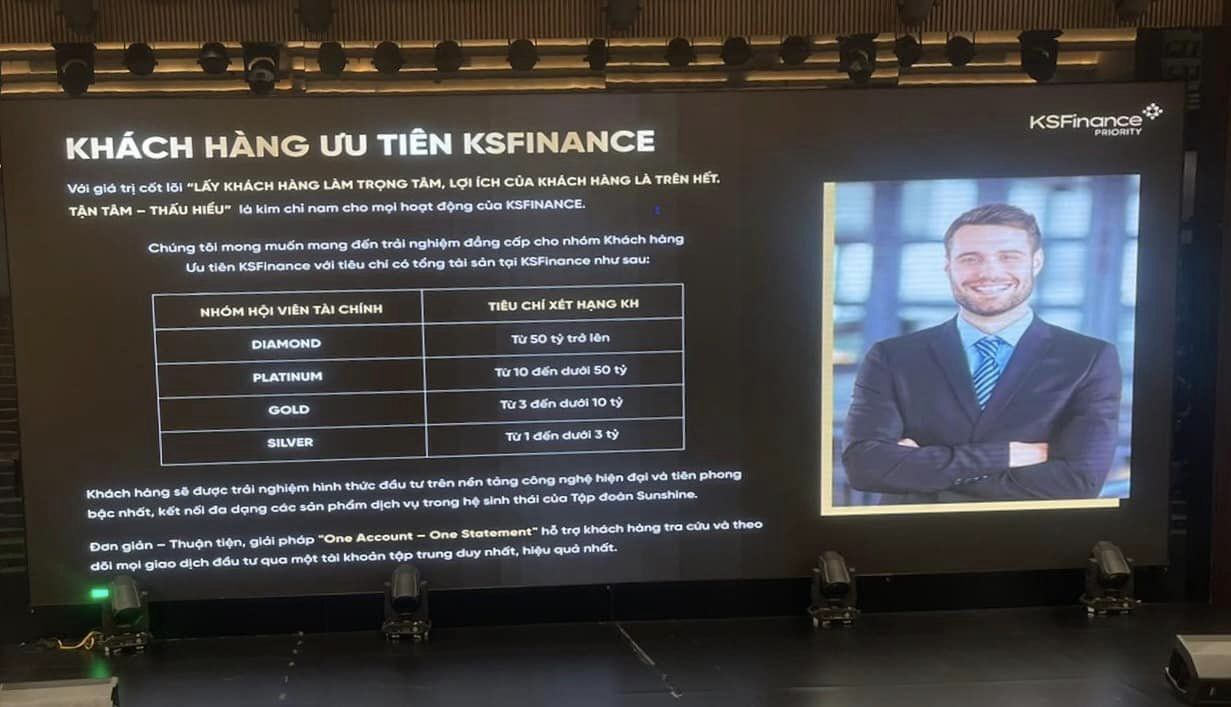 KSFinance
PRIORITY
KHÁCH HÀNG ƯU TIÊN KSFINANCE
Với giá trị cốt lõi “LẤY KHÁCH HÀNG LÀM TRỌNG TÂM, LỢI ÍCH CỦA KHÁCH HÀNG LÀ TRÊN HẾT.
TẬN TÂM – THẤU HIỂU” là kim chỉ nam cho mọi hoạt động của KSFINANCE.
Chúng tôi mong muốn mang đến trải nghiệm đẳng cấp cho nhóm Khách hàng
Ưu tiên KSFinance với tiêu chí có tổng tài sản tại KSFinance như sau:
NHÓM HỘI VIÊN TÀI CHÍNH TIÊU CHÍ XÉT HẠNG KH
DIAMOND Từ 50 tỷ trở lên
PLATINUM Từ 10 đến dưới 50 tỷ
GOLD Từ 3 đến dưới 10 tỷ
SILVER Từ 1 đến dưới 3 tỷ
Khách hàng sẽ được trải nghiệm hình thức đầu tư trên nền tảng công nghệ hiện đại và tiên phong
bậc nhất, kết nối đa dạng các sản phẩm dịch vụ trong hệ sinh thái của Tập đoàn Sunshine.
Đơn giản – Thuận tiện, giải pháp "One Account – One Statement" hỗ trợ khách hàng tra cứu và theo
dõi mọi giao dịch đầu tư qua một tài khoản tập trung duy nhất, hiệu quả nhất.